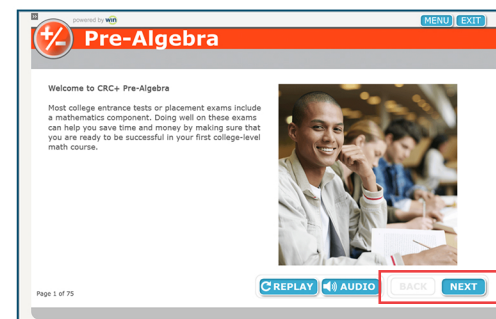 powered by win
MENU EXIT
+/- Pre-Algebra
Welcome to CRC+ Pre-Algebra
Most college entrance tests or placement exams include
a mathematics component. Doing well on these exams
can help you save time and money by making sure that
you are ready to be successful in your first college-level
math course.
REPLAY AUDIO BACK NEXT
Page 1 of 75